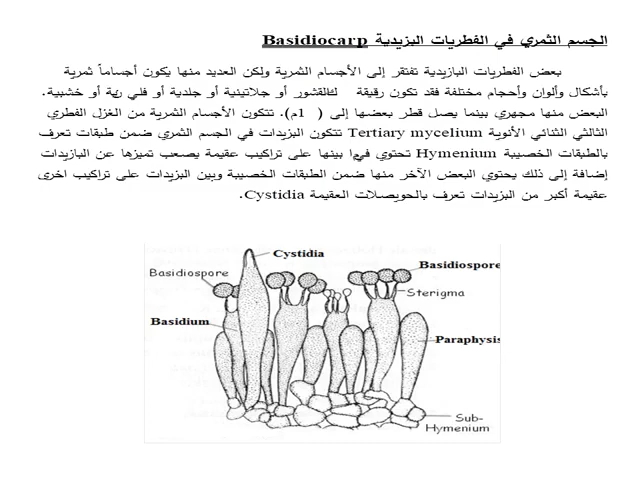 الجسم الثمري في الفطريات البزيدية Basidiocarp
بعض الفطريات البازيدية تفتقر إلى الأجسام الثمرية ولكن العديد منها يكون أجساماً ثمرية
بأشكال وألوان وأحجام مختلفة فقد تكون رقيقة كالقشور أو جلاتينية أو جلدية أو فلي رية أو خشبية.
البعض منها مجهري بينما يصل قطر بعضها إلى ( 1م). تتكون الأجسام الثمرية من الغزل الفطري
الثالثي الثنائي الأنوية Tertiary mycelium تتكون البزيدات في الجسم الثمري ضمن طبقات تعرف
بالطبقات الخصيبة Hymenium تحتوي فيما بينها على تراكيب عقيمة يصعب تميزها عن البازيدات
إضافة إلى ذلك يحتوي البعض الآخر منها ضمن الطبقات الخصيبة وبين البزيدات على تراكيب اخرى
عقيمة أكبر من البزيدات تعرف بالحويصلات العقيمة Cystidia.
Cystidia
Basidiospore
Basidiospore
Sterigma
Basidium
Paraphysis
Sub-
Hymenium